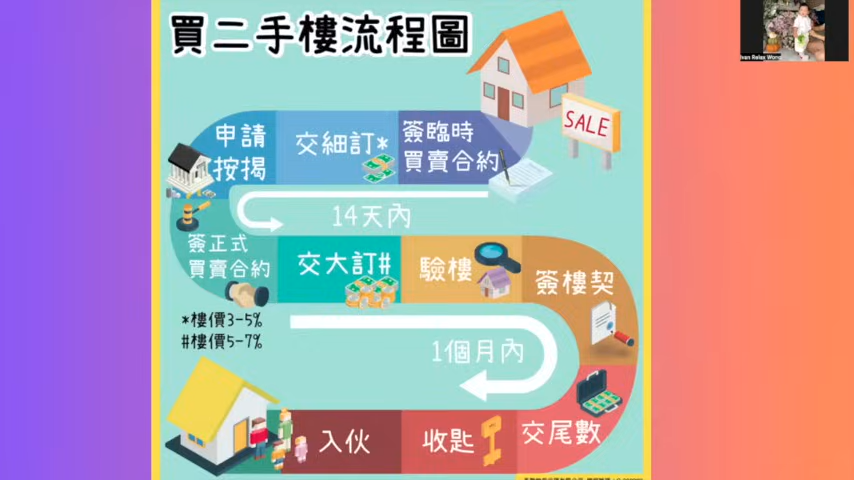 買二手樓流程圖
SALE
簽臨時
買賣合約
交細訂*
申請
按揭
14天內
簽正式
買賣合約
交大訂#
驗樓
簽樓契
*樓價3-5%
#樓價5-7%
1個月內
交尾數
收匙
入伙